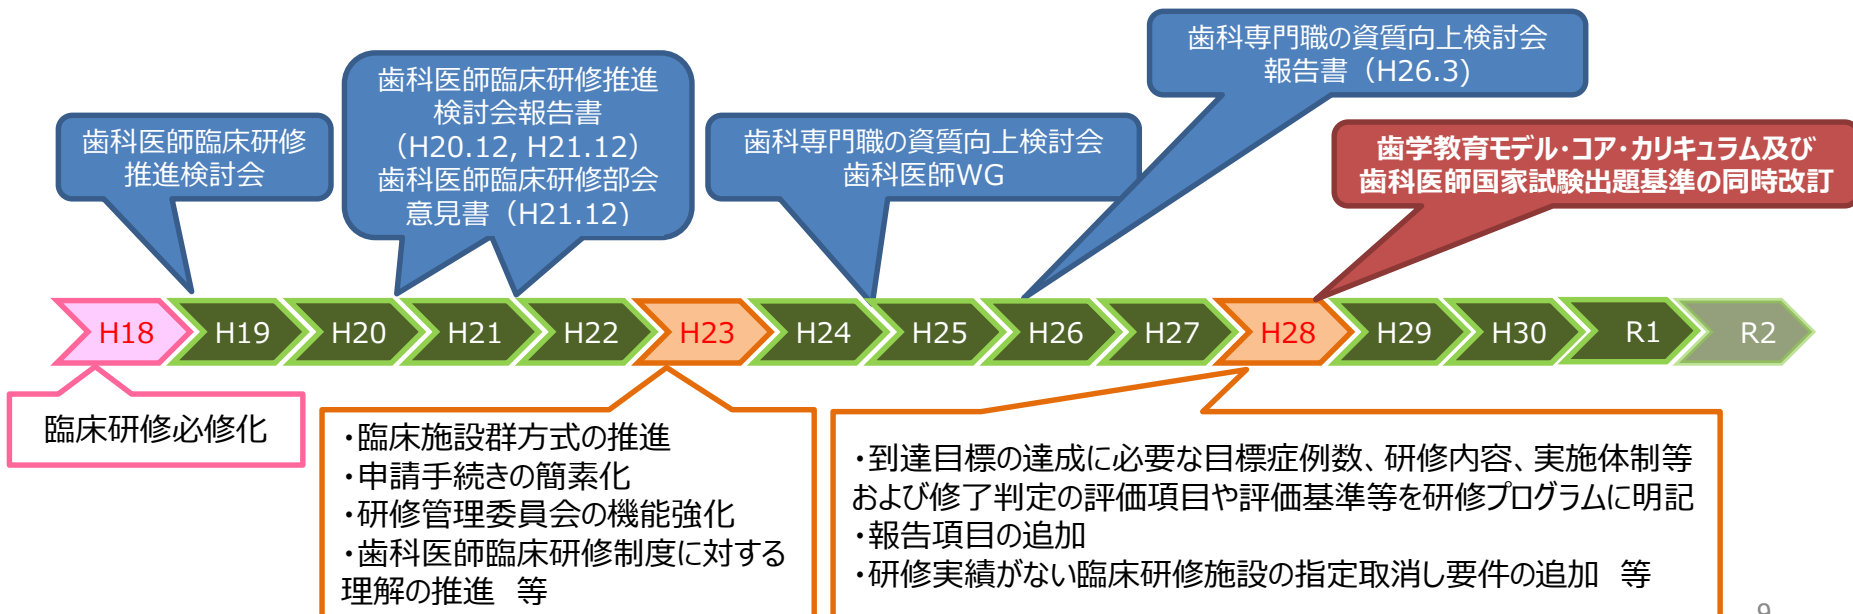 歯科医師臨床研修
推進検討会
歯科医師臨床研修推進
検討会報告書
（H20.12, H21.12）
歯科医師臨床研修部会
意見書（H21.12）
歯科専門職の資質向上検討会
歯科医師WG
歯科専門職の資質向上検討会
報告書（H26.3)
歯学教育モデル・コア・カリキュラム及び
歯科医師国家試験出題基準の同時改訂
H18 H19 H20 H21 H22 H23 H24 H25 H26 H27 H28 H29 H30 R1 R2
臨床研修必修化
・臨床施設群方式の推進
・申請手続きの簡素化
・研修管理委員会の機能強化
・歯科医師臨床研修制度に対する
理解の推進　等
・到達目標の達成に必要な目標症例数、研修内容、実施体制等
および修了判定の評価項目や評価基準等を研修プログラムに明記
・報告項目の追加
・研修実績がない臨床研修施設の指定取消し要件の追加　等
9